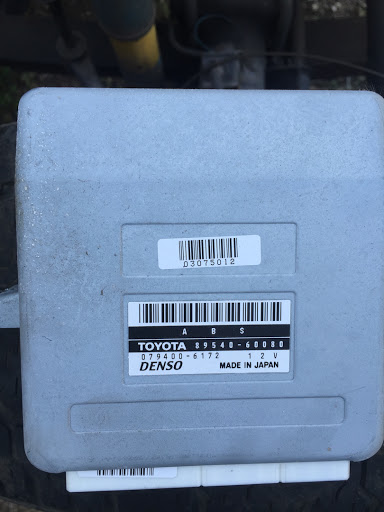 03075012
A B S
TOYOTA 89540-60080
079400-6172 12V
DENSO MADE IN JAPAN